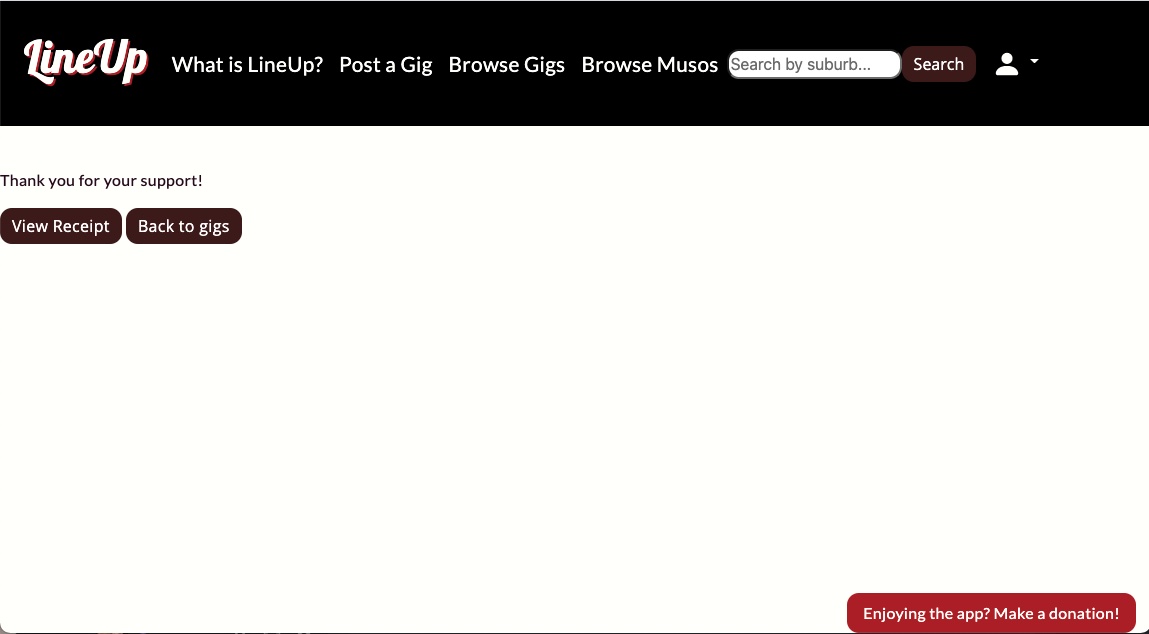 LineUp What is LineUp? Post a Gig Browse Gigs Browse Musos Search by suburb... Search
Thank you for your support!
View Receipt Back to gigs
Enjoying the app? Make a donation!